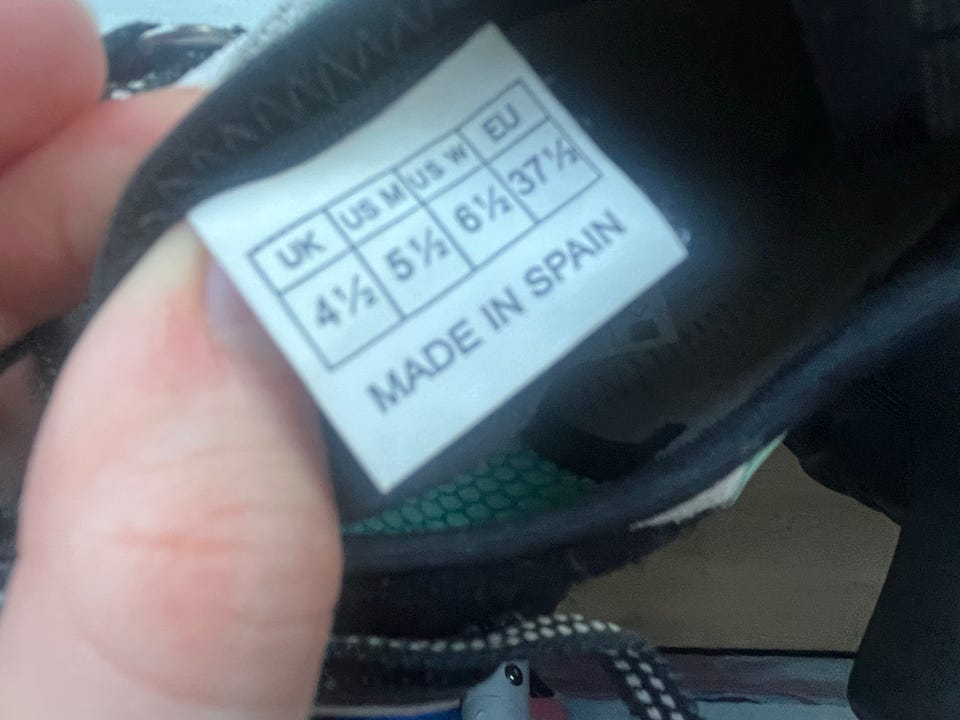 UK US M US W EU
4½ 5½ 6½ 37½
MADE IN SPAIN